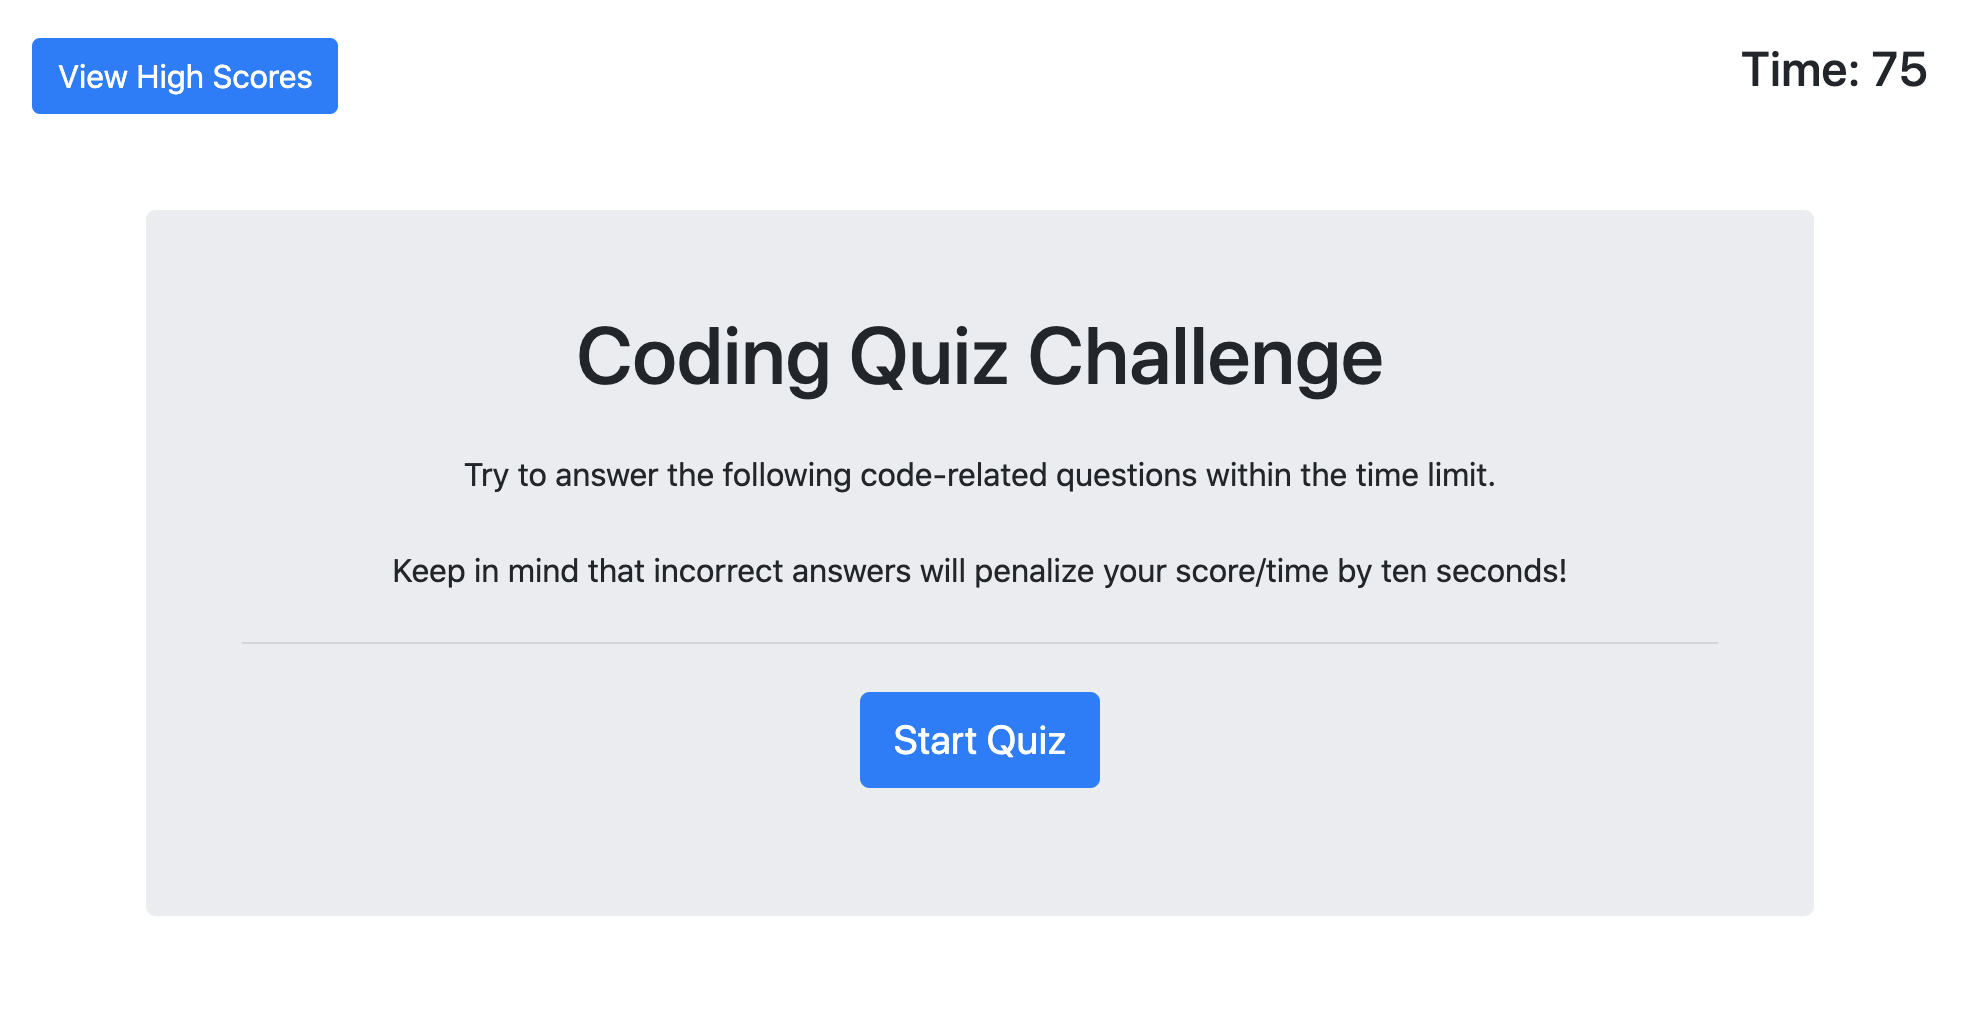 View High Scores
Time: 75
Coding Quiz Challenge
Try to answer the following code-related questions within the time limit.
Keep in mind that incorrect answers will penalize your score/time by ten seconds!
Start Quiz